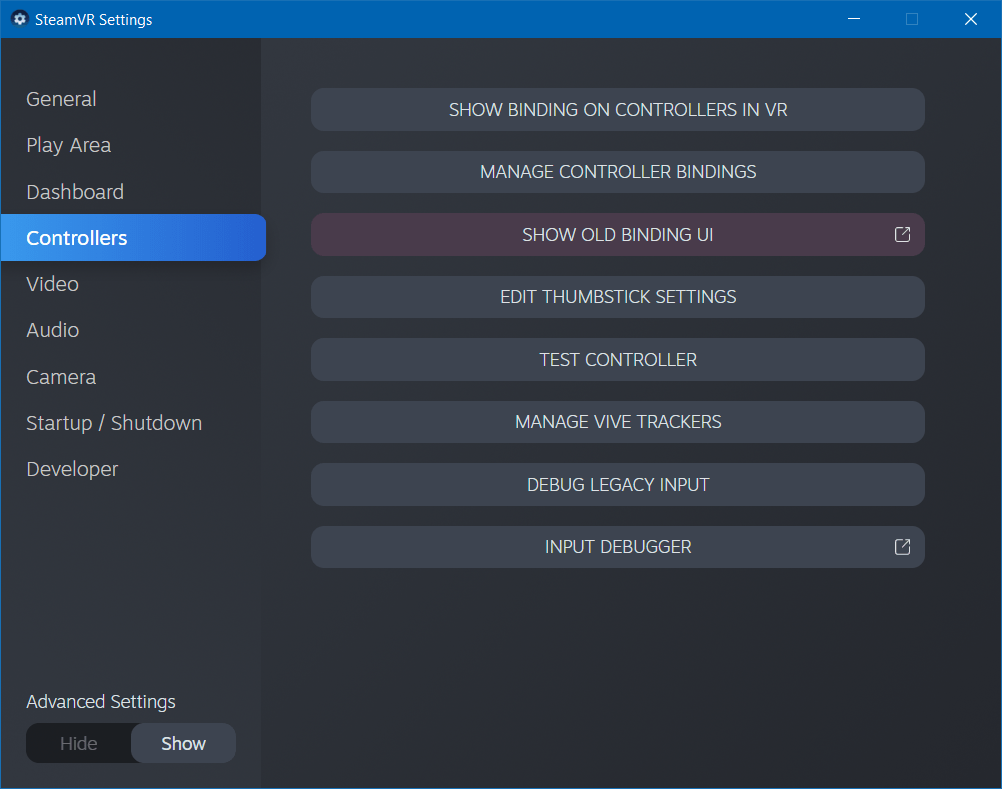 SteamVR Settings
General
Play Area
Dashboard
Controllers
Video
Audio
Camera
Startup / Shutdown
Developer
Advanced Settings
Hide Show
SHOW BINDING ON CONTROLLERS IN VR
MANAGE CONTROLLER BINDINGS
SHOW OLD BINDING UI
EDIT THUMBSTICK SETTINGS
TEST CONTROLLER
MANAGE VIVE TRACKERS
DEBUG LEGACY INPUT
INPUT DEBUGGER